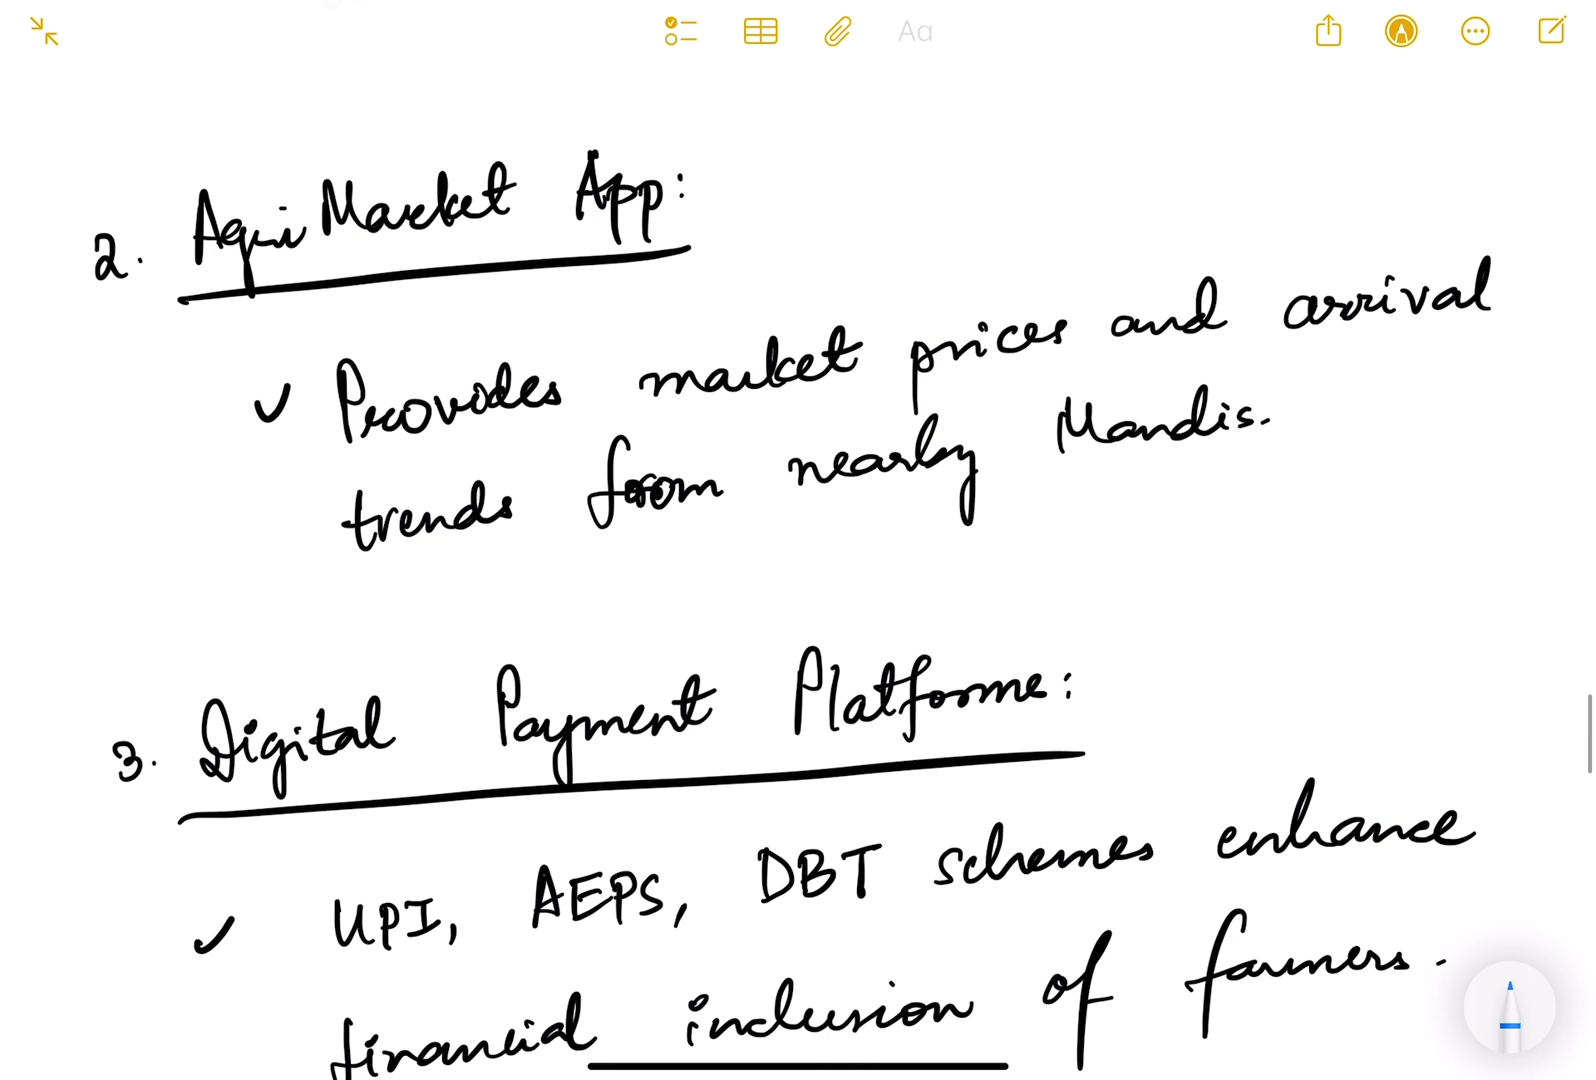 Aa
2. Agri Market App:
✓ Provides market prices and arrival
trends from nearby Mandis.
3. Digital Payment Platforms:
✓ UPI, AEPS, DBT schemes enhance
financial inclusion of farmers.